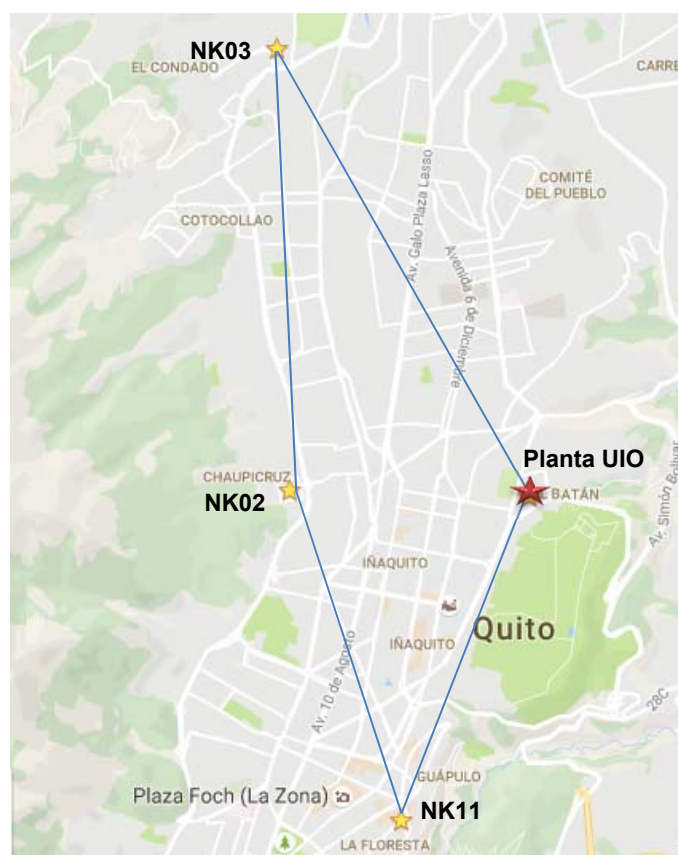 NK03
EL CONDADO
CARRE
COMITÉ
DEL PUEBLO
COTOCOLLAO
Av. Galo Plaza Lasso
Avenida 6 de Diciembre
Planta UIO
CHAUPICRUZ
NK02
BATÁN
Av. Simón Bolívar
IÑAQUITO
Quito
IÑAQUITO
Av. 10 de Agosto
28C
GUÁPULO
Plaza Foch (La Zona)
NK11
LA FLORESTA